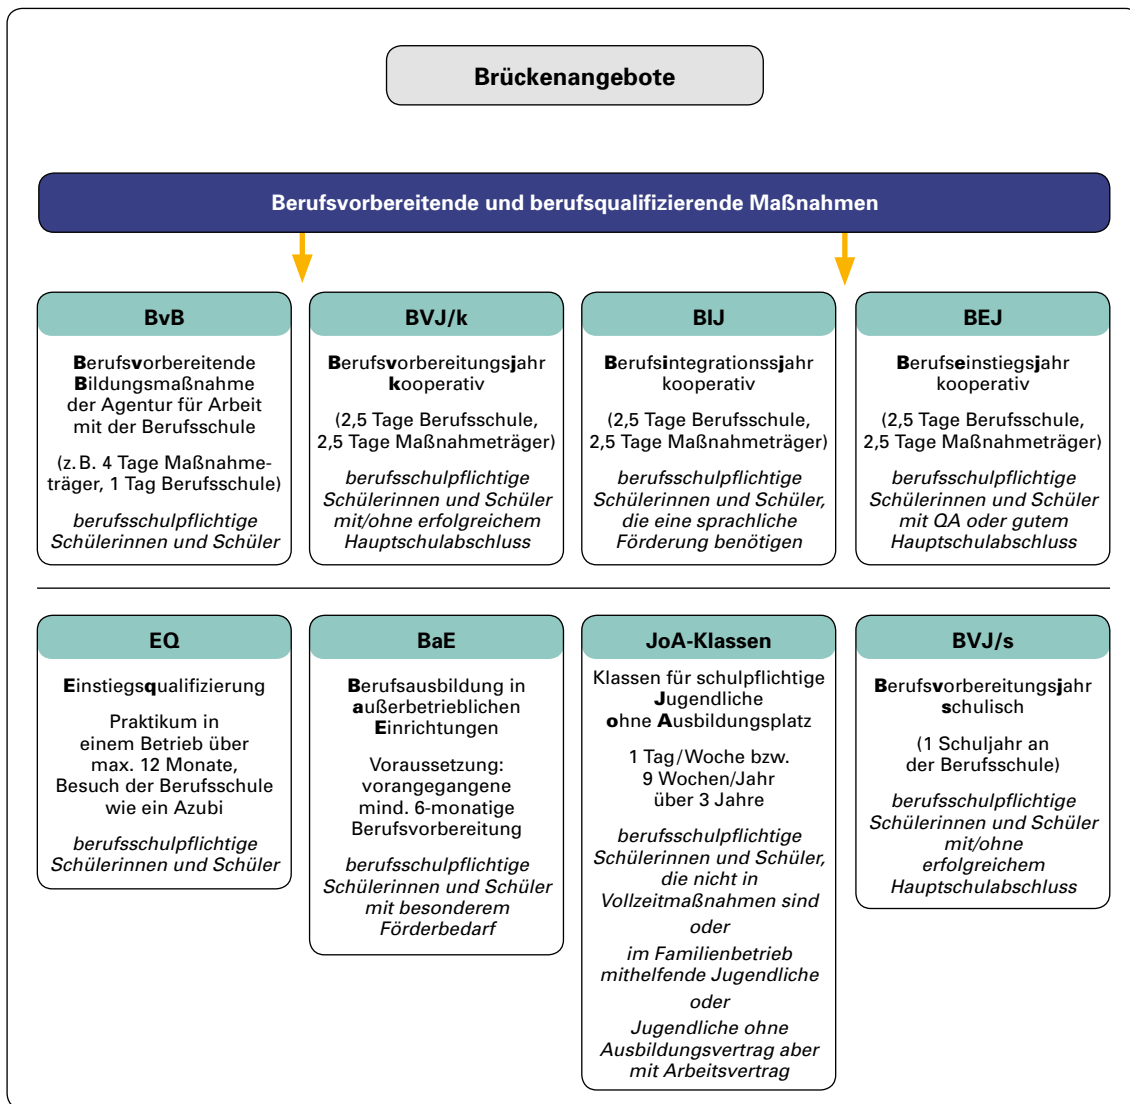 Brückenangebote
Berufsvorbereitende und berufsqualifizierende Maßnahmen
BvB
Berufsvorbereitende
Bildungsmaßnahme
der Agentur für Arbeit
mit der Berufsschule
(z. B. 4 Tage Maßnahme-
träger, 1 Tag Berufsschule)
berufsschulpflichtige
Schülerinnen und Schüler
BVJ/k
Berufsvorbereitungsjahr
kooperativ
(2,5 Tage Berufsschule,
2,5 Tage Maßnahmeträger)
berufsschulpflichtige
Schülerinnen und Schüler
mit/ohne erfolgreichem
Hauptschulabschluss
BIJ
Berufsintegrationssjahr
kooperativ
(2,5 Tage Berufsschule,
2,5 Tage Maßnahmeträger)
berufsschulpflichtige
Schülerinnen und Schüler,
die eine sprachliche
Förderung benötigen
BEJ
Berufseinstiegsjahr
kooperativ
(2,5 Tage Berufsschule,
2,5 Tage Maßnahmeträger)
berufsschulpflichtige
Schülerinnen und Schüler
mit QA oder gutem
Hauptschulabschluss
EQ
Einstiegsqualifizierung
Praktikum in
einem Betrieb über
max. 12 Monate,
Besuch der Berufsschule
wie ein Azubi
berufsschulpflichtige
Schülerinnen und Schüler
BaE
Berufsausbildung in
außerbetrieblichen
Einrichtungen
Voraussetzung:
vorangegangene
mind. 6-monatige
Berufsvorbereitung
berufsschulpflichtige
Schülerinnen und Schüler
mit besonderem
Förderbedarf
JoA-Klassen
Klassen für schulpflichtige
Jugendliche
ohne Ausbildungsplatz
1 Tag/Woche bzw.
9 Wochen/Jahr
über 3 Jahre
berufsschulpflichtige
Schülerinnen und Schüler,
die nicht in
Vollzeitmaßnahmen sind
oder
im Familienbetrieb
mithelfende Jugendliche
oder
Jugendliche ohne
Ausbildungsvertrag aber
mit Arbeitsvertrag
BVJ/s
Berufsvorbereitungsjahr
schulisch
(1 Schuljahr an
der Berufsschule)
berufsschulpflichtige
Schülerinnen und Schüler
mit/ohne
erfolgreichem
Hauptschulabschluss